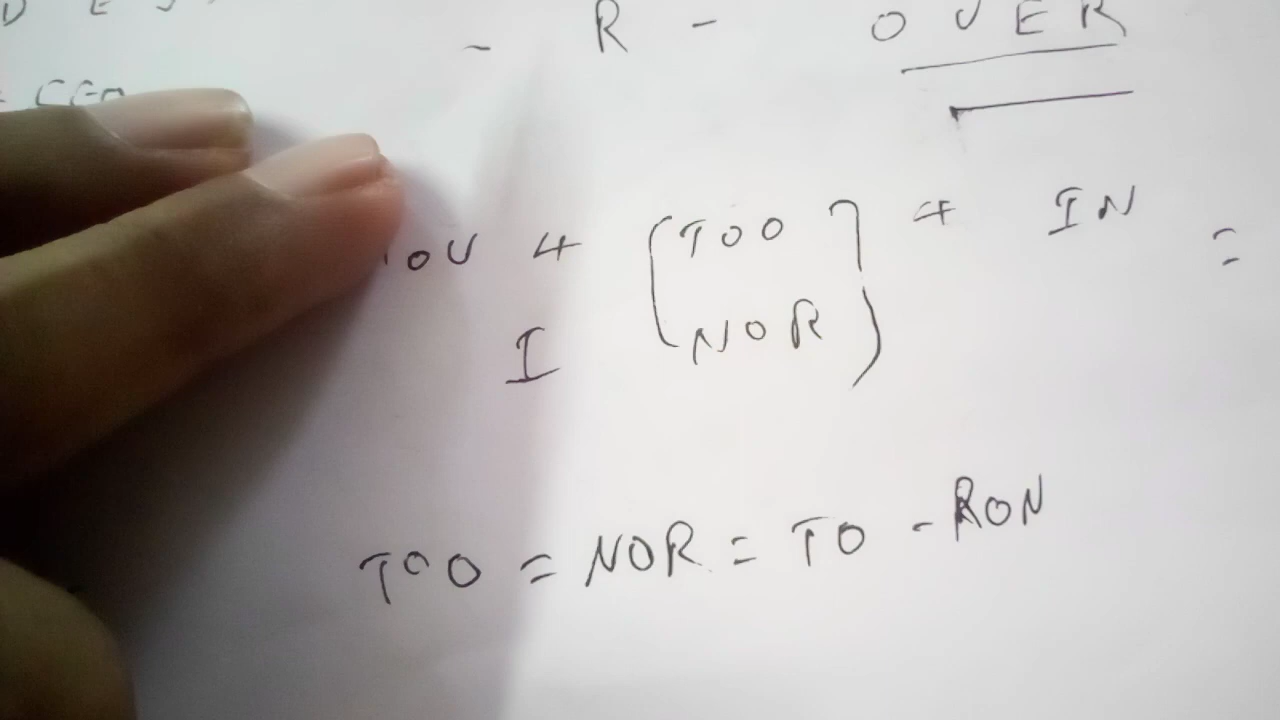 - R - OVER
OU 4 [TOO] 4 IN =
I [NOR)
TOO = NOR = TO - RON